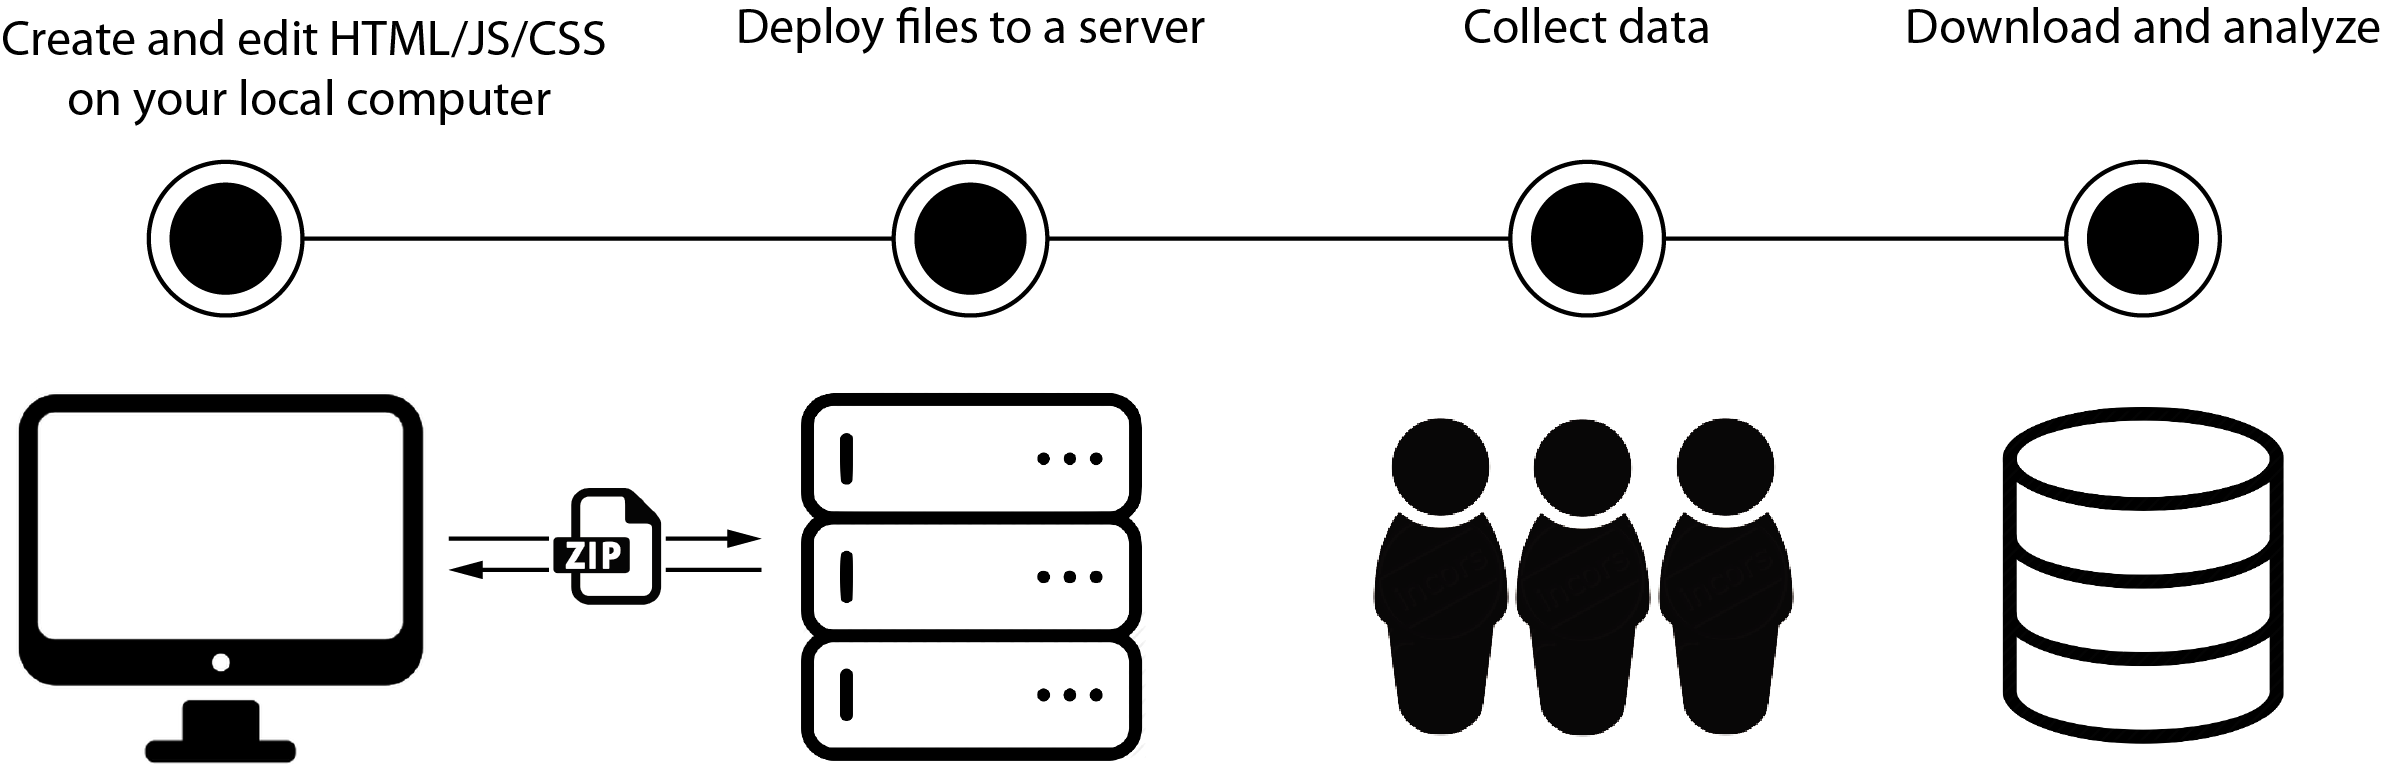 Create and edit HTML/JS/CSS
on your local computer
Deploy files to a server
Collect data
Download and analyze
ZIP